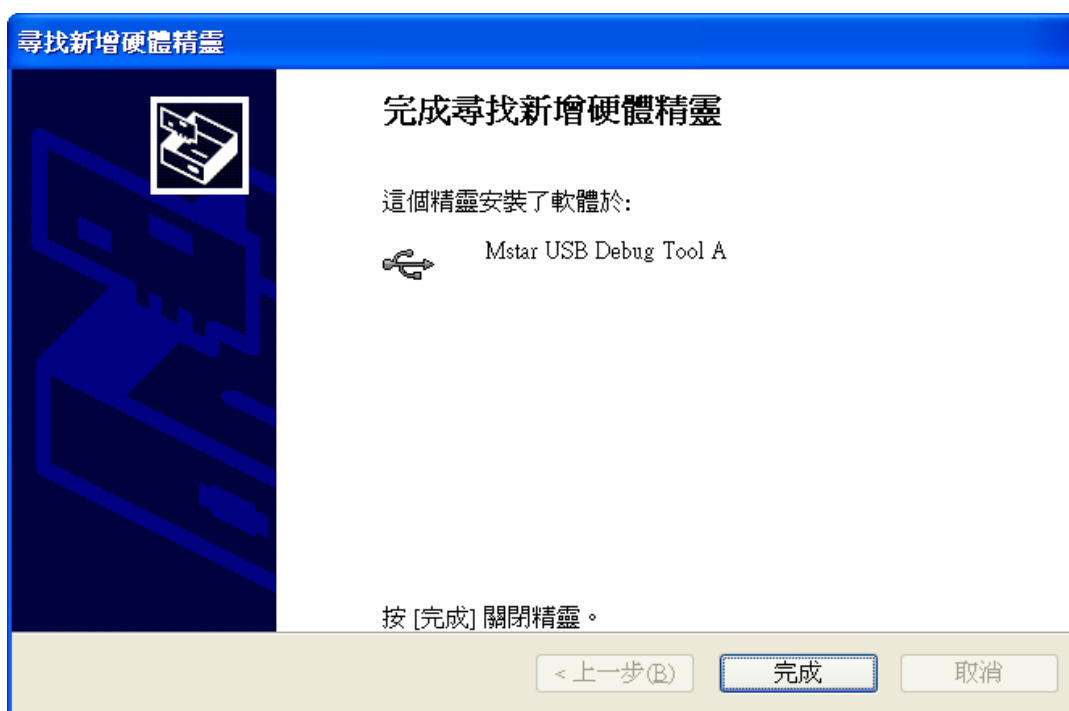 尋找新增硬體精靈
完成尋找新增硬體精靈
這個精靈安裝了軟體於:
Mstar USB Debug Tool A
按 [完成] 關閉精靈。
< 上一步(B)
完成
取消